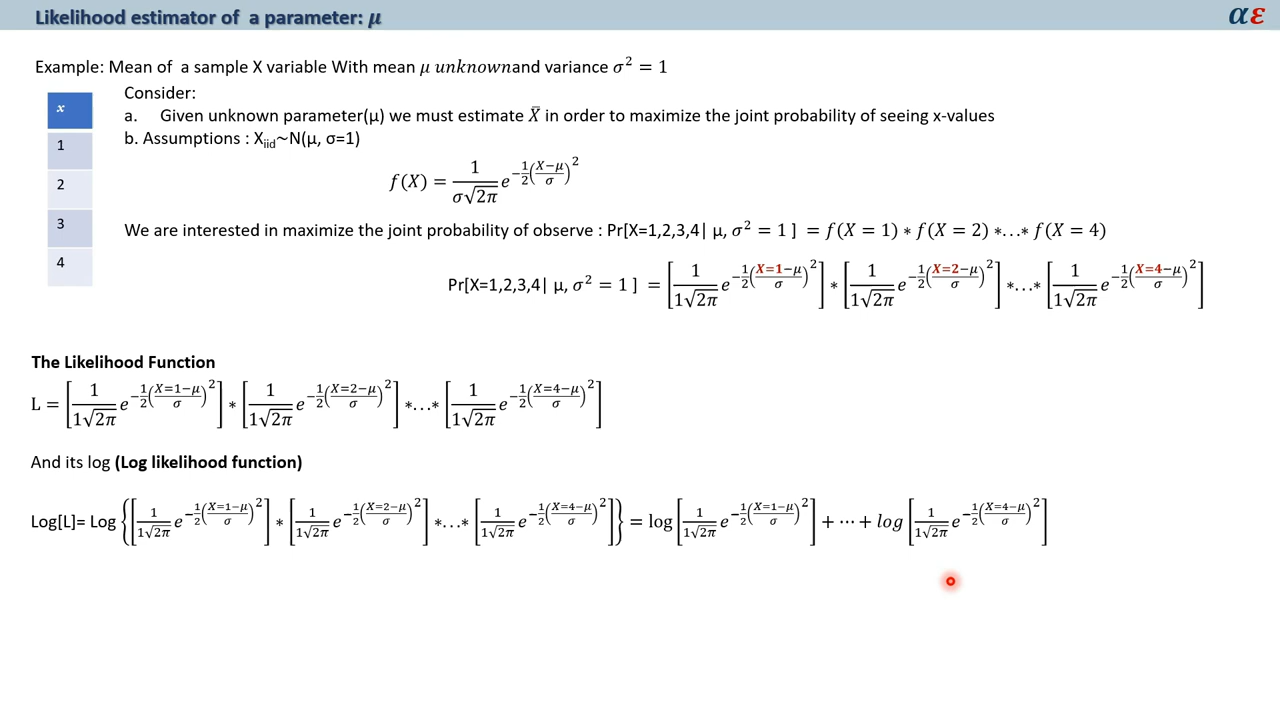 Likelihood estimator of a parameter: μ
αε
Example: Mean of a sample X variable With mean μ unknownand variance σ² = 1
Consider:
x
a. Given unknown parameter(μ) we must estimate X̄ in order to maximize the joint probability of seeing x-values
b. Assumptions : X_iid~N(μ, σ=1)
1
2
3
4
f(X) = 1/(σ√2π) e^(-1/2((X−μ)/σ)²)
We are interested in maximize the joint probability of observe : Pr[X=1,2,3,4| μ, σ² = 1 ] = f(X = 1) ∗ f(X = 2) ∗...∗ f(X = 4)
Pr[X=1,2,3,4| μ, σ² = 1 ] = [1/(1√2π) e^(-1/2((X=1−μ)/σ)²)] ∗ [1/(1√2π) e^(-1/2((X=2−μ)/σ)²)] ∗...∗ [1/(1√2π) e^(-1/2((X=4−μ)/σ)²)]
The Likelihood Function
L = [1/(1√2π) e^(-1/2((X=1−μ)/σ)²)] ∗ [1/(1√2π) e^(-1/2((X=2−μ)/σ)²)] ∗...∗ [1/(1√2π) e^(-1/2((X=4−μ)/σ)²)]
And its log (Log likelihood function)
Log[L]= Log {[1/(1√2π) e^(-1/2((X=1−μ)/σ)²)] ∗ [1/(1√2π) e^(-1/2((X=2−μ)/σ)²)] ∗...∗ [1/(1√2π) e^(-1/2((X=4−μ)/σ)²)]} = log [1/(1√2π) e^(-1/2((X=1−μ)/σ)²)] + ⋯ + log [1/(1√2π) e^(-1/2((X=4−μ)/σ)²)]